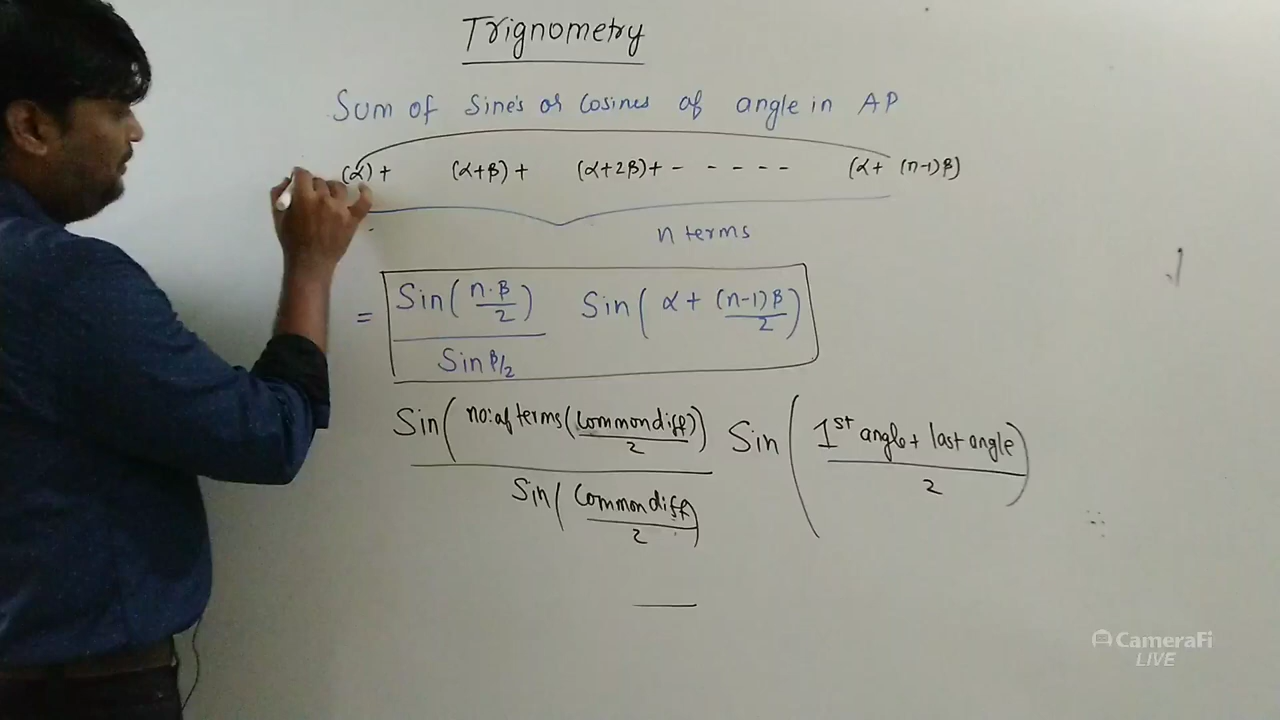 Trignometry
Sum of Sine's or Cosines of angle in AP
(α) + (α+β) + (α+2β) + - - - - - (α + (n-1)β)
n terms
= Sin(n·β/2) / Sin β/2 Sin(α + (n-1)β/2)
Sin(no: of terms (Common diff)/2) / Sin(Common diff/2) Sin(1st angle + last angle / 2)
CameraFi
LIVE